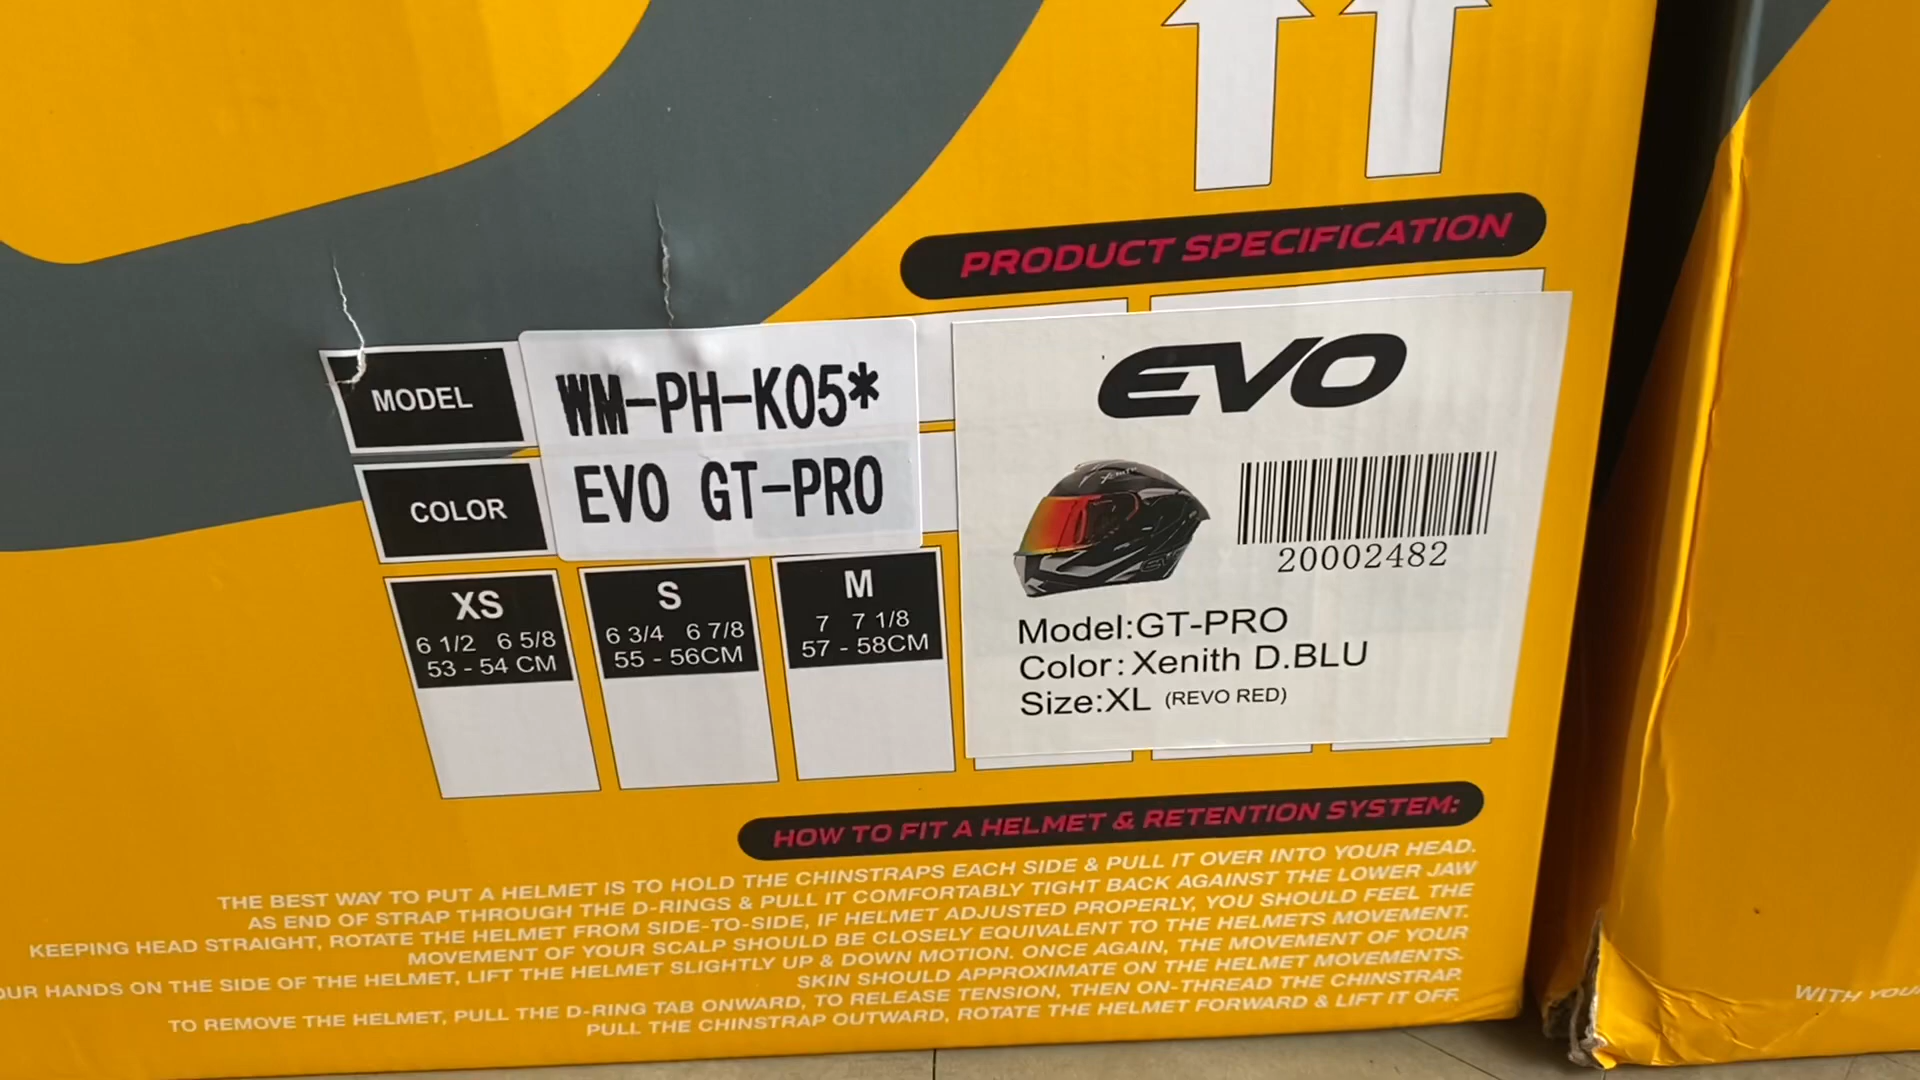 PRODUCT SPECIFICATION
MODEL
WM-PH-K05*
COLOR
EVO GT-PRO
XS
6 1/2 6 5/8
53 - 54 CM
S
6 3/4 6 7/8
55 - 56CM
M
7 7 1/8
57 - 58CM
EVO
20002482
Model:GT-PRO
Color: Xenith D.BLU
Size:XL (REVO RED)
HOW TO FIT A HELMET & RETENTION SYSTEM:
THE BEST WAY TO PUT A HELMET IS TO HOLD THE CHINSTRAPS EACH SIDE & PULL IT OVER INTO YOUR HEAD.
AS END OF STRAP THROUGH THE D-RINGS & PULL IT COMFORTABLY TIGHT BACK AGAINST THE LOWER JAW
KEEPING HEAD STRAIGHT, ROTATE THE HELMET FROM SIDE-TO-SIDE, IF HELMET ADJUSTED PROPERLY, YOU SHOULD FEEL THE
MOVEMENT OF YOUR SCALP SHOULD BE CLOSELY EQUIVALENT TO THE HELMETS MOVEMENT.
HANDS ON THE SIDE OF THE HELMET, LIFT THE HELMET SLIGHTLY UP & DOWN MOTION. ONCE AGAIN, THE MOVEMENT OF YOUR
SKIN SHOULD APPROXIMATE ON THE HELMET MOVEMENTS.
TO REMOVE THE HELMET, PULL THE D-RING TAB ONWARD, TO RELEASE TENSION, THEN ON-THREAD THE CHINSTRAP.
PULL THE CHINSTRAP OUTWARD, ROTATE THE HELMET FORWARD & LIFT IT OFF.
WITH